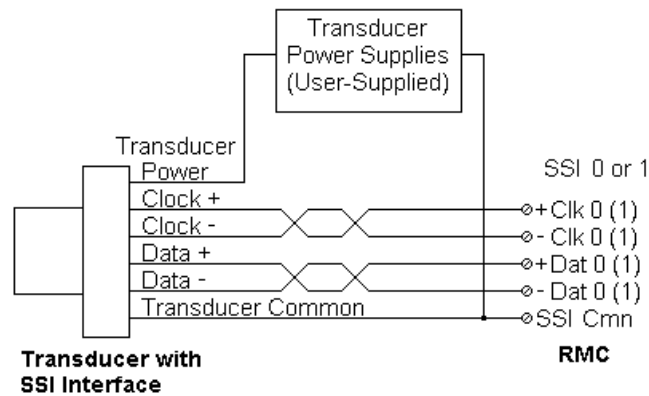 Transducer
Power Supplies
(User-Supplied)
Transducer
Power
SSI 0 or 1
Clock +
+Clk 0 (1)
Clock -
- Clk 0 (1)
Data +
+Dat 0 (1)
Data -
- Dat 0 (1)
Transducer Common
SSI Cmn
Transducer with
SSI Interface
RMC